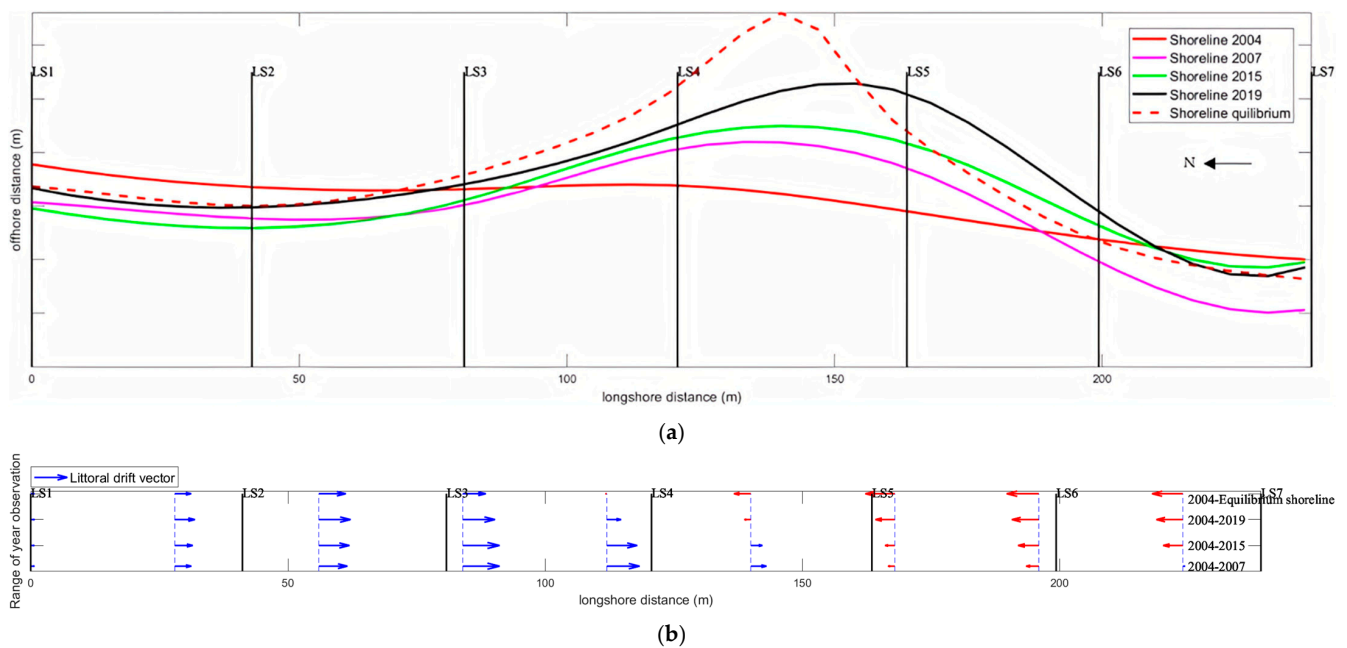 LS1 LS2 LS3 LS4 LS5 LS6 LS7
Shoreline 2004
Shoreline 2007
Shoreline 2015
Shoreline 2019
Shoreline quilibrium
N
offhore distance (m)
0 50 100 150 200
longshore distance (m)
(a)
Littoral drift vector
LS1 LS2 LS3 LS4 LS5 LS6 LS7
2004-Equilibrium shoreline
2004-2019
2004-2015
2004-2007
Range of year observation
0 50 100 150 200
longshore distance (m)
(b)